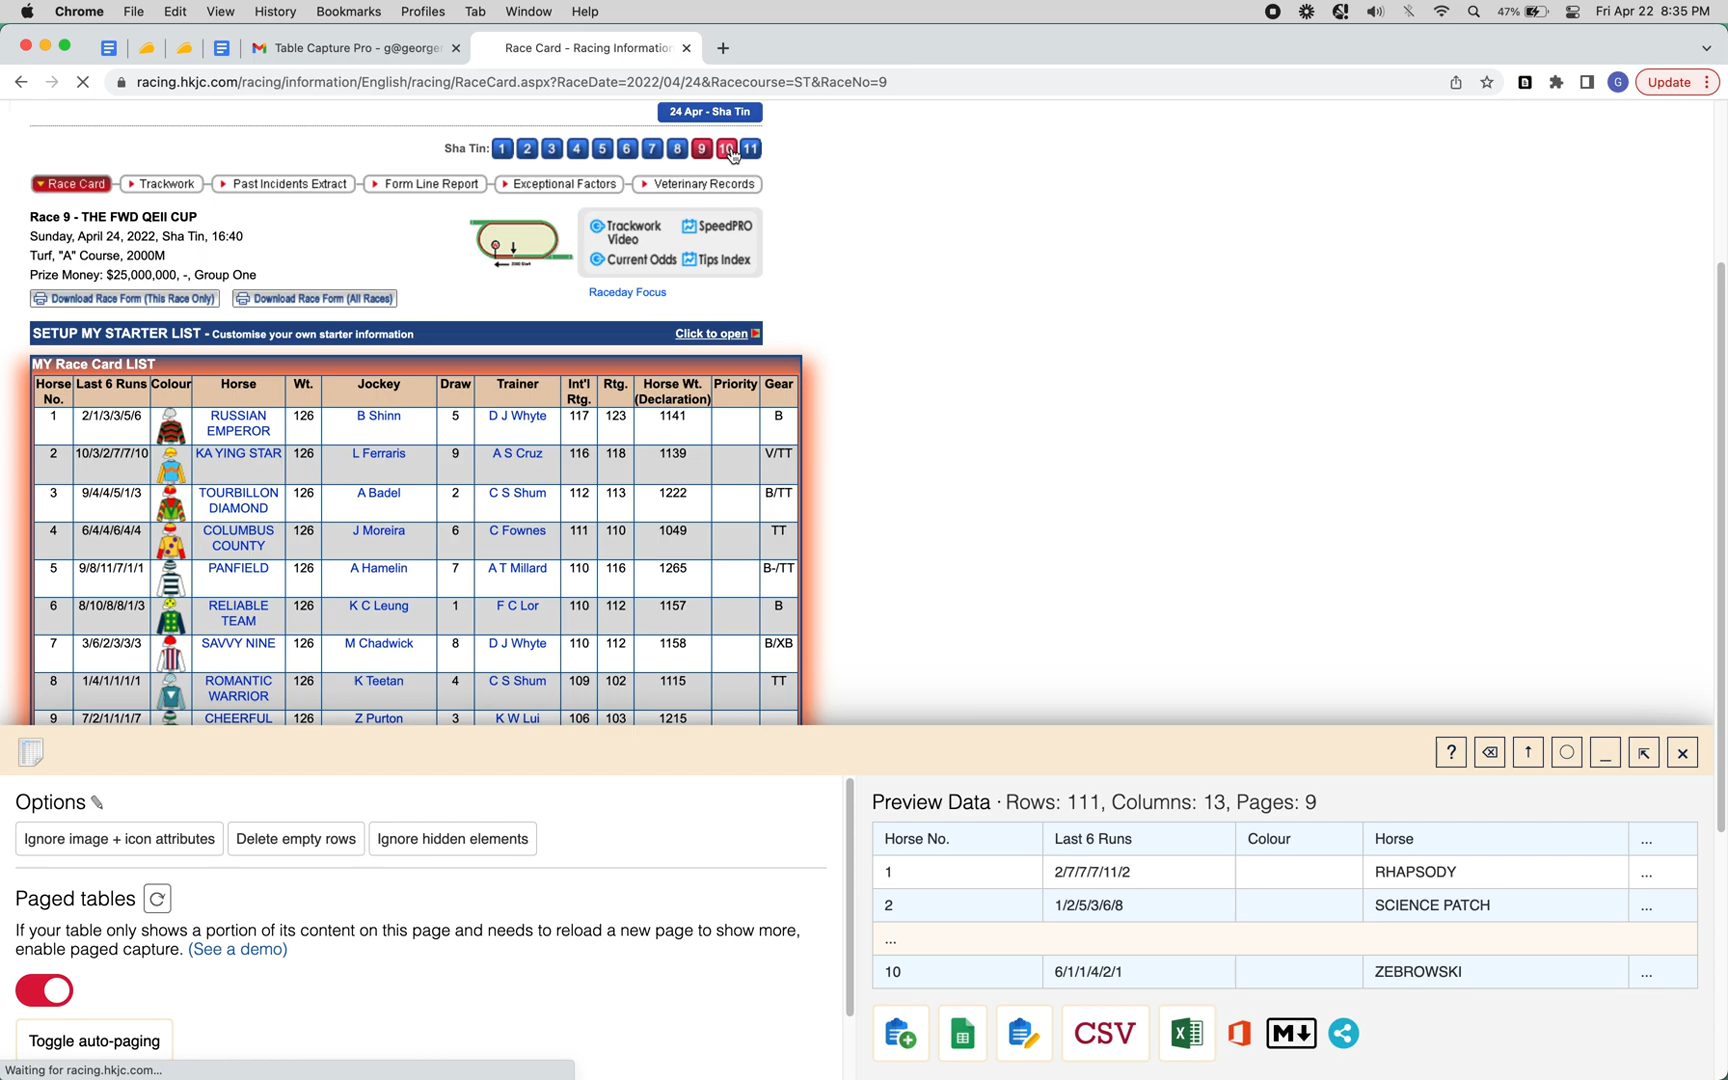 Chrome File Edit View History Bookmarks Profiles Tab Window Help 47% Fri Apr 22 8:35 PM
Table Capture Pro - g@george Race Card - Racing Information
racing.hkjc.com/racing/information/English/racing/RaceCard.aspx?RaceDate=2022/04/24&Racecourse=ST&RaceNo=9 G Update
24 Apr - Sha Tin
Sha Tin: 1 2 3 4 5 6 7 8 9 10 11
Race Card Trackwork Past Incidents Extract Form Line Report Exceptional Factors Veterinary Records
Race 9 - THE FWD QEII CUP
Sunday, April 24, 2022, Sha Tin, 16:40
Turf, "A" Course, 2000M
Prize Money: $25,000,000, -, Group One
Trackwork Video SpeedPRO
Current Odds Tips Index
Download Race Form (This Race Only) Download Race Form (All Races)
Raceday Focus
SETUP MY STARTER LIST - Customise your own starter information Click to open
MY Race Card LIST
Horse No. Last 6 Runs Colour Horse Wt. Jockey Draw Trainer Int'l Rtg. Rtg. Horse Wt. (Declaration) Priority Gear
1 2/1/3/3/5/6 RUSSIAN EMPEROR 126 B Shinn 5 D J Whyte 117 123 1141 B
2 10/3/2/7/7/10 KA YING STAR 126 L Ferraris 9 A S Cruz 116 118 1139 V/TT
3 9/4/4/5/1/3 TOURBILLON DIAMOND 126 A Badel 2 C S Shum 112 113 1222 B/TT
4 6/4/4/6/4/4 COLUMBUS COUNTY 126 J Moreira 6 C Fownes 111 110 1049 TT
5 9/8/11/7/1/1 PANFIELD 126 A Hamelin 7 A T Millard 110 116 1265 B-/TT
6 8/10/8/8/1/3 RELIABLE TEAM 126 K C Leung 1 F C Lor 110 112 1157 B
7 3/6/2/3/3/3 SAVVY NINE 126 M Chadwick 8 D J Whyte 110 112 1158 B/XB
8 1/4/1/1/1/1 ROMANTIC WARRIOR 126 K Teetan 4 C S Shum 109 102 1115 TT
9 7/2/1/1/1/7 CHEERFUL 126 Z Purton 3 K W Lui 106 103 1215
?
Options
Ignore image + icon attributes Delete empty rows Ignore hidden elements
Paged tables
If your table only shows a portion of its content on this page and needs to reload a new page to show more,
enable paged capture. (See a demo)
Toggle auto-paging
Waiting for racing.hkjc.com...
Preview Data · Rows: 111, Columns: 13, Pages: 9
Horse No. Last 6 Runs Colour Horse ...
1 2/7/7/7/11/2 RHAPSODY ...
2 1/2/5/3/6/8 SCIENCE PATCH ...
...
10 6/1/1/4/2/1 ZEBROWSKI ...
CSV M